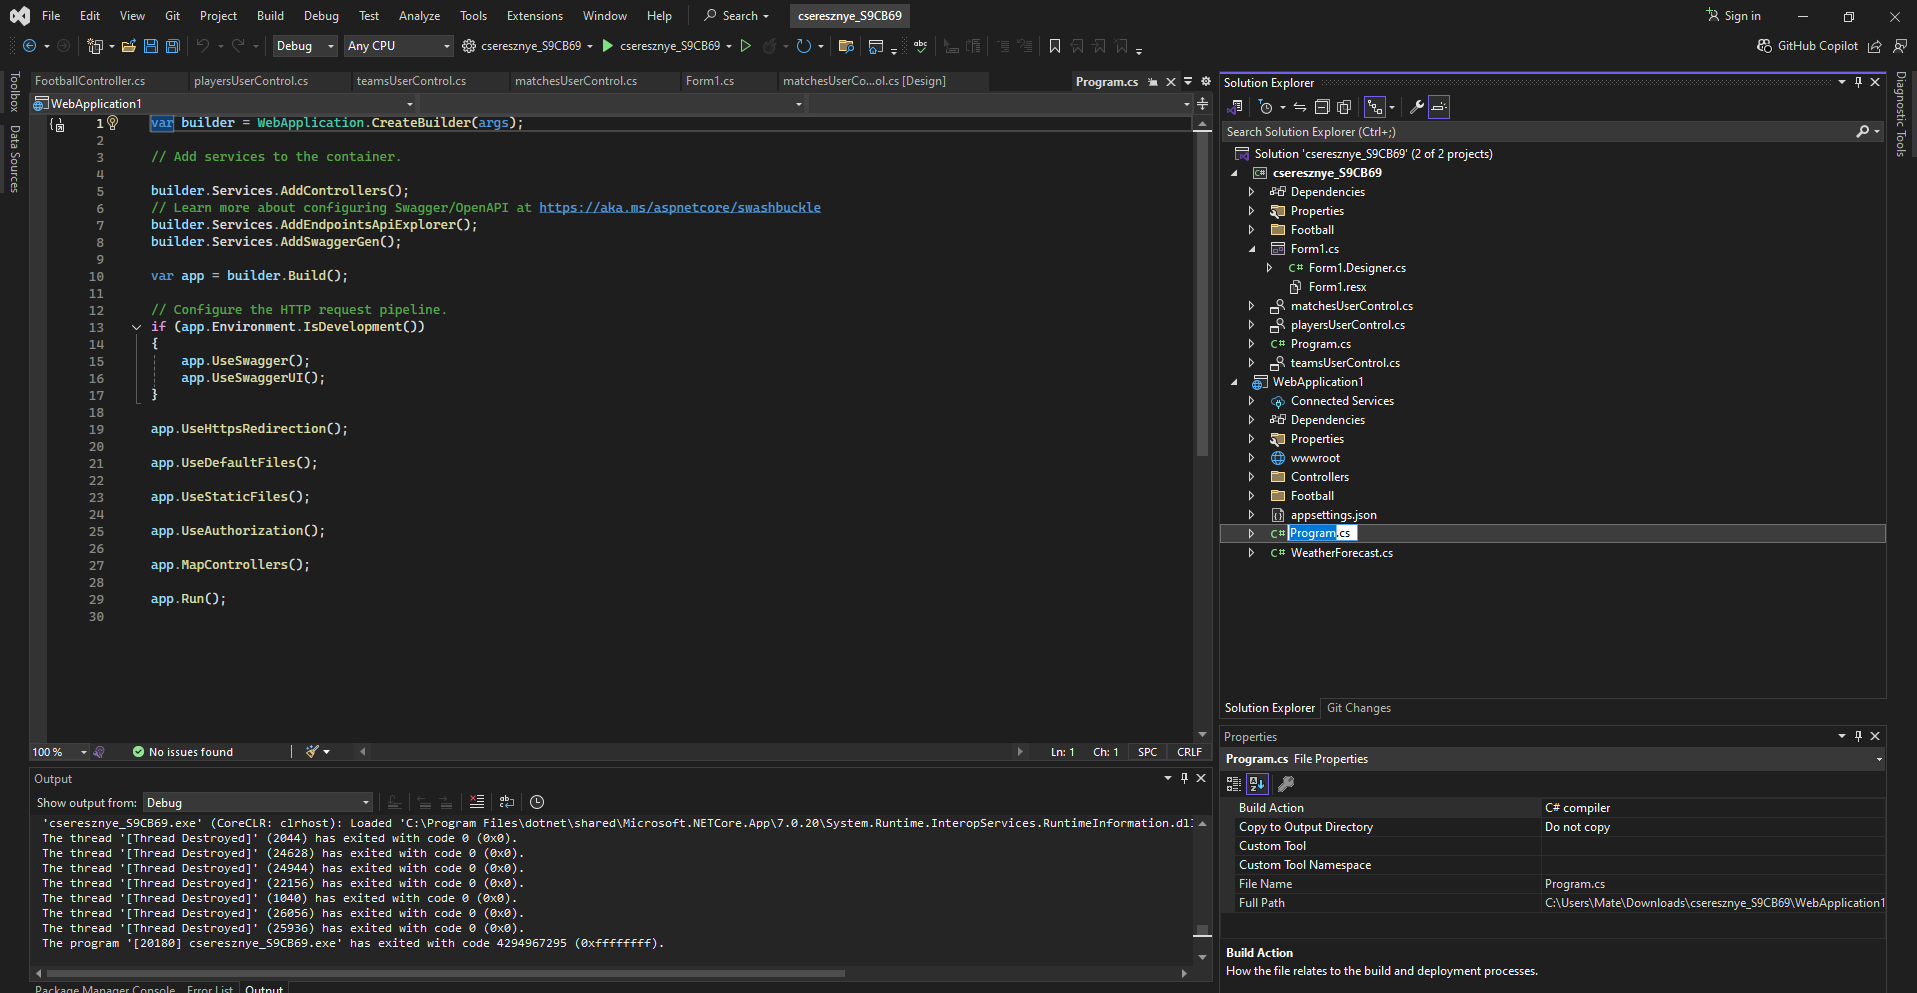 File Edit View Git Project Build Debug Test Analyze Tools Extensions Window Help Search cseresznye_S9CB69 Sign in
Debug Any CPU cseresznye_S9CB69 cseresznye_S9CB69 GitHub Copilot
Toolbox
Data Sources
FootballController.cs playersUserControl.cs teamsUserControl.cs matchesUserControl.cs Form1.cs matchesUserCo...ol.cs [Design] Program.cs
WebApplication1
1 var builder = WebApplication.CreateBuilder(args);
2
3 // Add services to the container.
4
5 builder.Services.AddControllers();
6 // Learn more about configuring Swagger/OpenAPI at https://aka.ms/aspnetcore/swashbuckle
7 builder.Services.AddEndpointsApiExplorer();
8 builder.Services.AddSwaggerGen();
9
10 var app = builder.Build();
11
12 // Configure the HTTP request pipeline.
13 if (app.Environment.IsDevelopment())
14 {
15 app.UseSwagger();
16 app.UseSwaggerUI();
17 }
18
19 app.UseHttpsRedirection();
20
21 app.UseDefaultFiles();
22
23 app.UseStaticFiles();
24
25 app.UseAuthorization();
26
27 app.MapControllers();
28
29 app.Run();
30
100 % No issues found Ln: 1 Ch: 1 SPC CRLF
Output
Show output from: Debug
'cseresznye_S9CB69.exe' (CoreCLR: clrhost): Loaded 'C:\Program Files\dotnet\shared\Microsoft.NETCore.App\7.0.20\System.Runtime.InteropServices.RuntimeInformation.dll
The thread '[Thread Destroyed]' (2044) has exited with code 0 (0x0).
The thread '[Thread Destroyed]' (24628) has exited with code 0 (0x0).
The thread '[Thread Destroyed]' (24944) has exited with code 0 (0x0).
The thread '[Thread Destroyed]' (22156) has exited with code 0 (0x0).
The thread '[Thread Destroyed]' (1040) has exited with code 0 (0x0).
The thread '[Thread Destroyed]' (26056) has exited with code 0 (0x0).
The thread '[Thread Destroyed]' (25936) has exited with code 0 (0x0).
The program '[20180] cseresznye_S9CB69.exe' has exited with code 4294967295 (0xffffffff).
Package Manager Console Error List Output
Solution Explorer
Search Solution Explorer (Ctrl+;)
Solution 'cseresznye_S9CB69' (2 of 2 projects)
cseresznye_S9CB69
Dependencies
Properties
Football
Form1.cs
C# Form1.Designer.cs
Form1.resx
matchesUserControl.cs
playersUserControl.cs
C# Program.cs
teamsUserControl.cs
WebApplication1
Connected Services
Dependencies
Properties
wwwroot
Controllers
Football
appsettings.json
C# Program.cs
C# WeatherForecast.cs
Solution Explorer Git Changes
Properties
Program.cs File Properties
Build Action C# compiler
Copy to Output Directory Do not copy
Custom Tool
Custom Tool Namespace
File Name Program.cs
Full Path C:\Users\Mate\Downloads\cseresznye_S9CB69\WebApplication1
Build Action
How the file relates to the build and deployment processes.
Diagnostic Tools